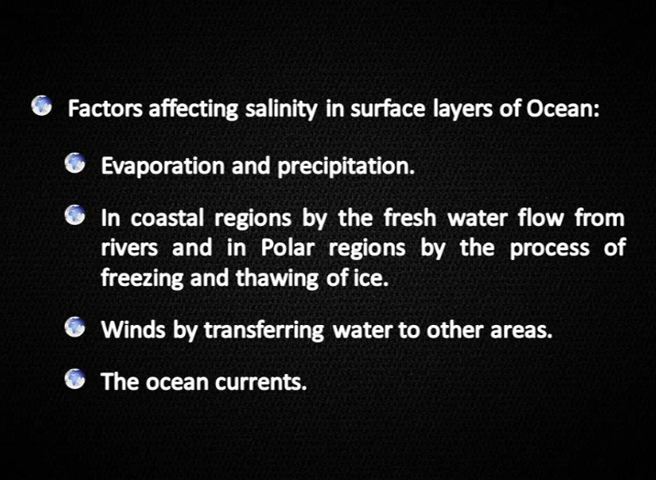 Factors affecting salinity in surface layers of Ocean:
Evaporation and precipitation.
In coastal regions by the fresh water flow from
rivers and in Polar regions by the process of
freezing and thawing of ice.
Winds by transferring water to other areas.
The ocean currents.